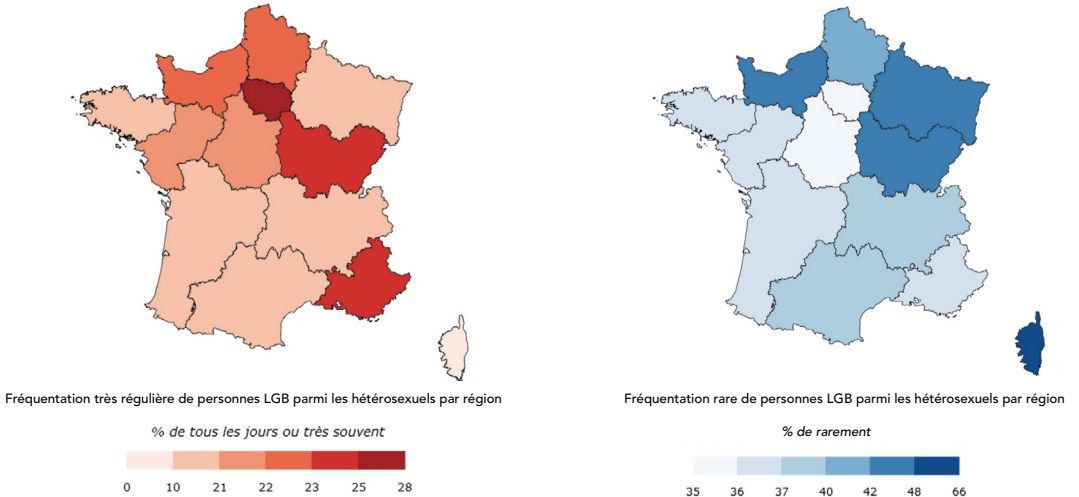 Fréquentation très régulière de personnes LGB parmi les hétérosexuels par région
% de tous les jours ou très souvent
0 10 21 22 23 25 28
Fréquentation rare de personnes LGB parmi les hétérosexuels par région
% de rarement
35 36 37 40 42 48 66